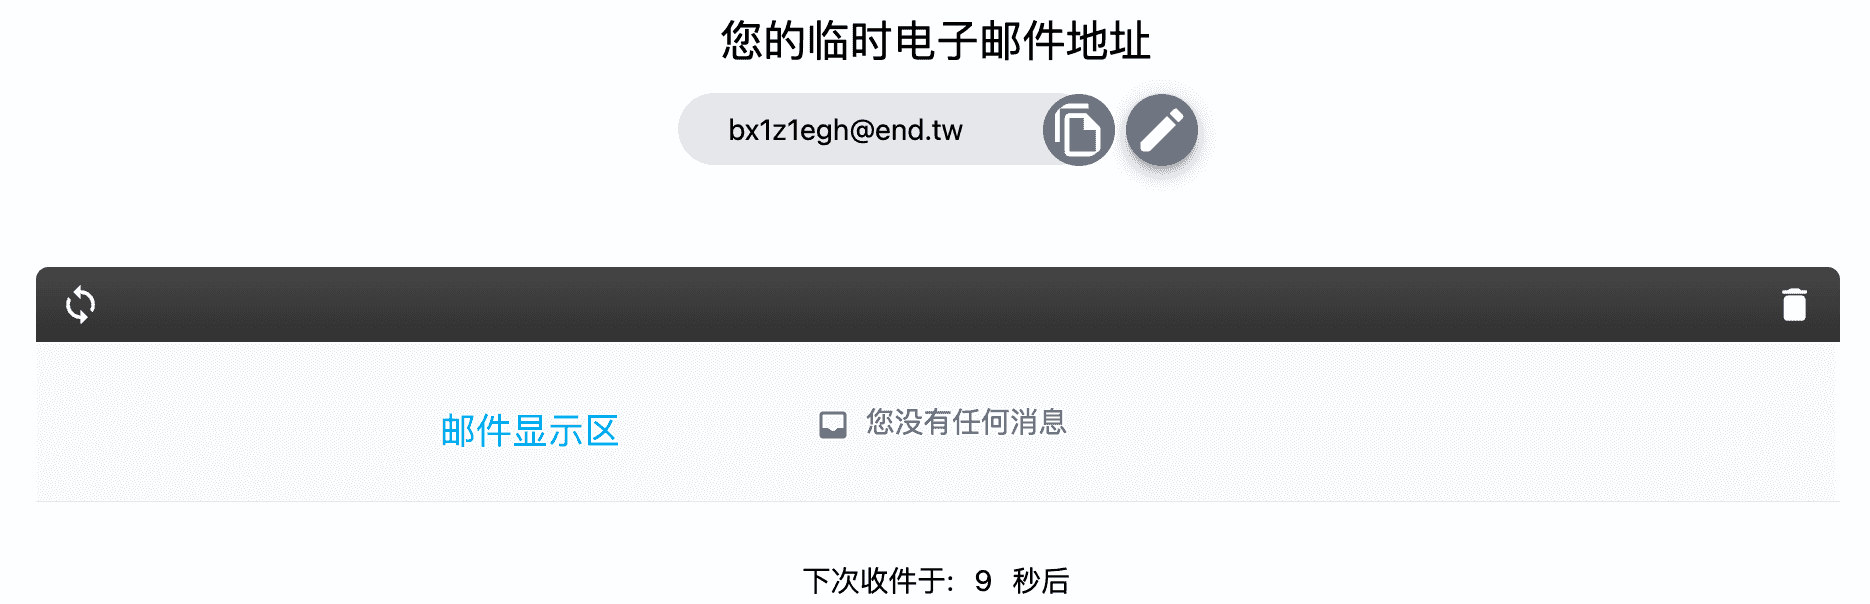 您的临时电子邮件地址
bx1z1egh@end.tw
邮件显示区
您没有任何消息
下次收件于: 9 秒后